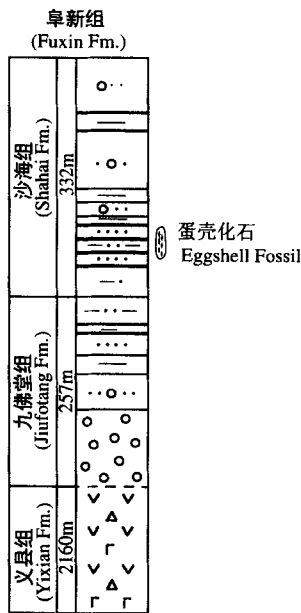 阜新组
(Fuxin Fm.)
沙海组
(Shahai Fm.)
332m
蛋壳化石
Eggshell Fossil
九佛堂组
(Jiufotang Fm.)
257m
义县组
(Yixian Fm.)
2160m